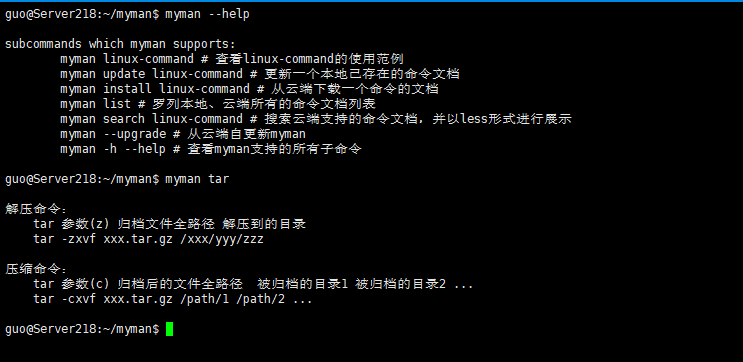 guo@Server218:~/myman$ myman --help
subcommands which myman supports:
myman linux-command # 查看linux-command的使用范例
myman update linux-command # 更新一个本地已存在的命令文档
myman install linux-command # 从云端下载一个命令的文档
myman list # 罗列本地、云端所有的命令文档列表
myman search linux-command # 搜索云端支持的命令文档, 并以less形式进行展示
myman --upgrade # 从云端自更新myman
myman -h --help # 查看myman支持的所有子命令
guo@Server218:~/myman$ myman tar
解压命令:
tar 参数(z) 归档文件全路径 解压到的目录
tar -zxvf xxx.tar.gz /xxx/yyy/zzz
压缩命令:
tar 参数(c) 归档后的文件全路径  被归档的目录1 被归档的目录2 ...
tar -cxvf xxx.tar.gz /path/1 /path/2 ...
guo@Server218:~/myman$